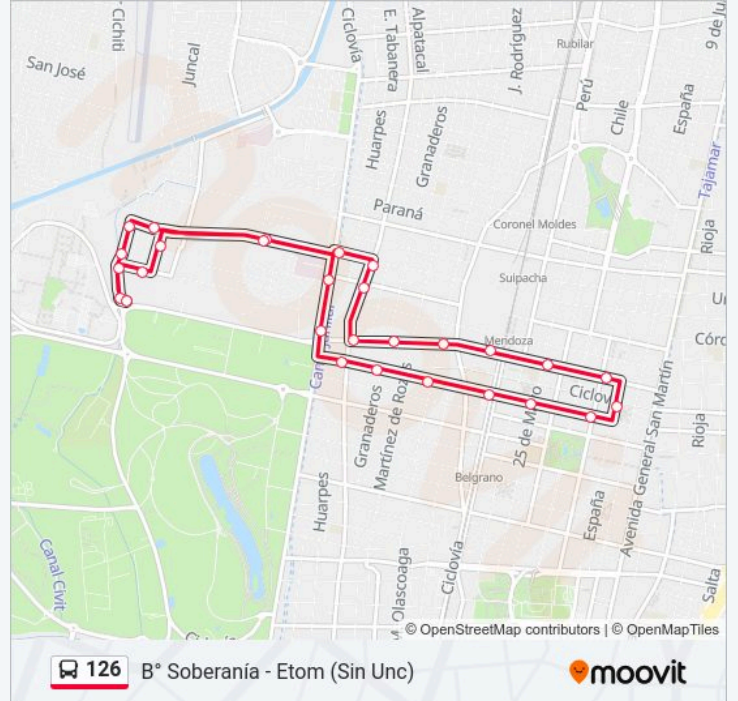 Cichiti
San José
Juncal
Ciclovía
E. Tabanera
Alpatacal
J. Rodríguez
Rubilar
9 de Ju
Huarpes
Granaderos
Perú
Chile
España
Tajamar
Paraná
Coronel Moldes
Rioja
Suipacha
Mendoza
Córc
Ciclov
Granaderos
Martínez de Rozas
25 de M
Avenida General San Martín
Rioja
Huarpes
Belgrano
España
Canal Civit
M. Olascoaga
Ciclovía
Salta
© OpenStreetMap contributors | © OpenMapTiles
126 B° Soberanía - Etom (Sin Unc)
moovit